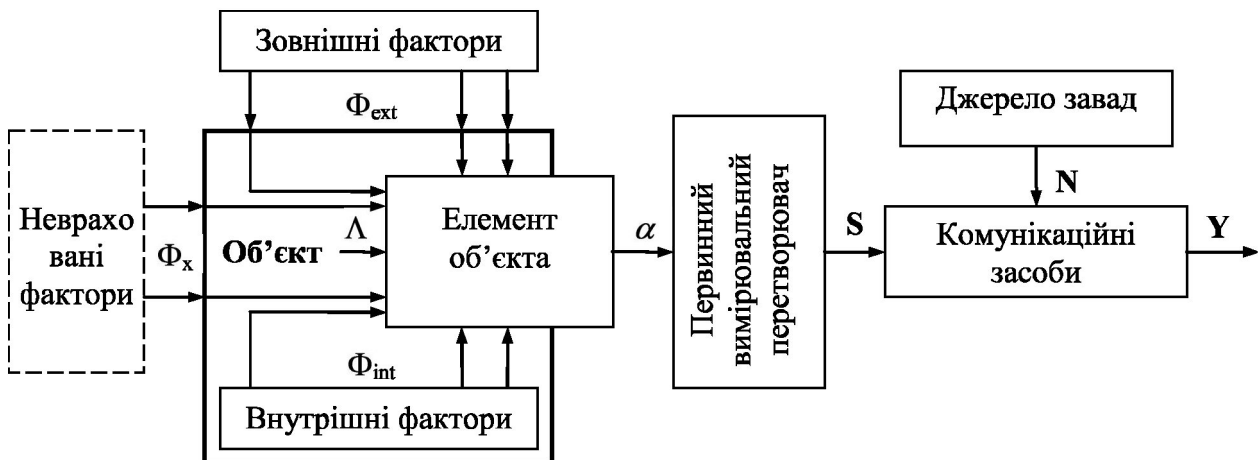 Зовнішні фактори
Φext
Джерело завад
N
Неврахо
вані
фактори
Φx
Об’єкт
Λ
Елемент
об’єкта
α
Первинний
вимірювальний
перетворювач
S
Комунікаційні
засоби
Y
Φint
Внутрішні фактори